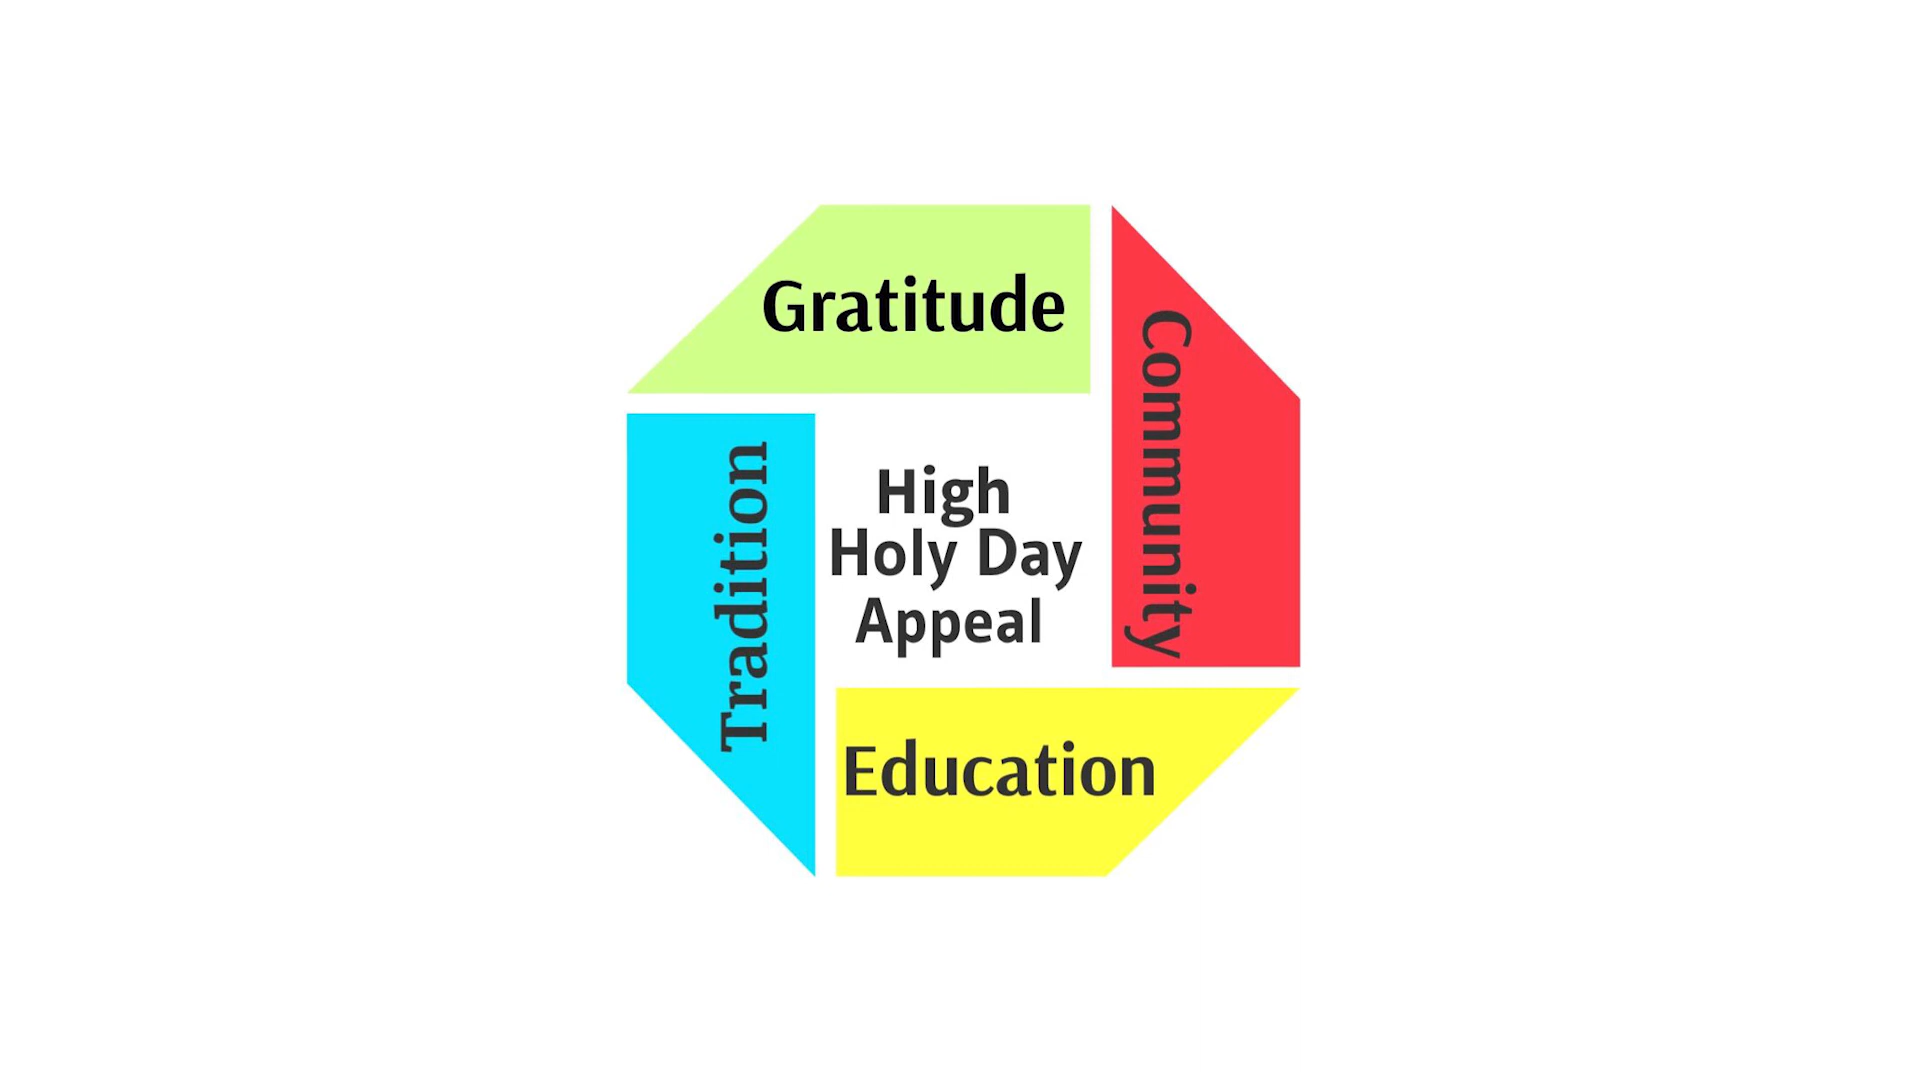 Gratitude
Community
Tradition
High
Holy Day
Appeal
Education